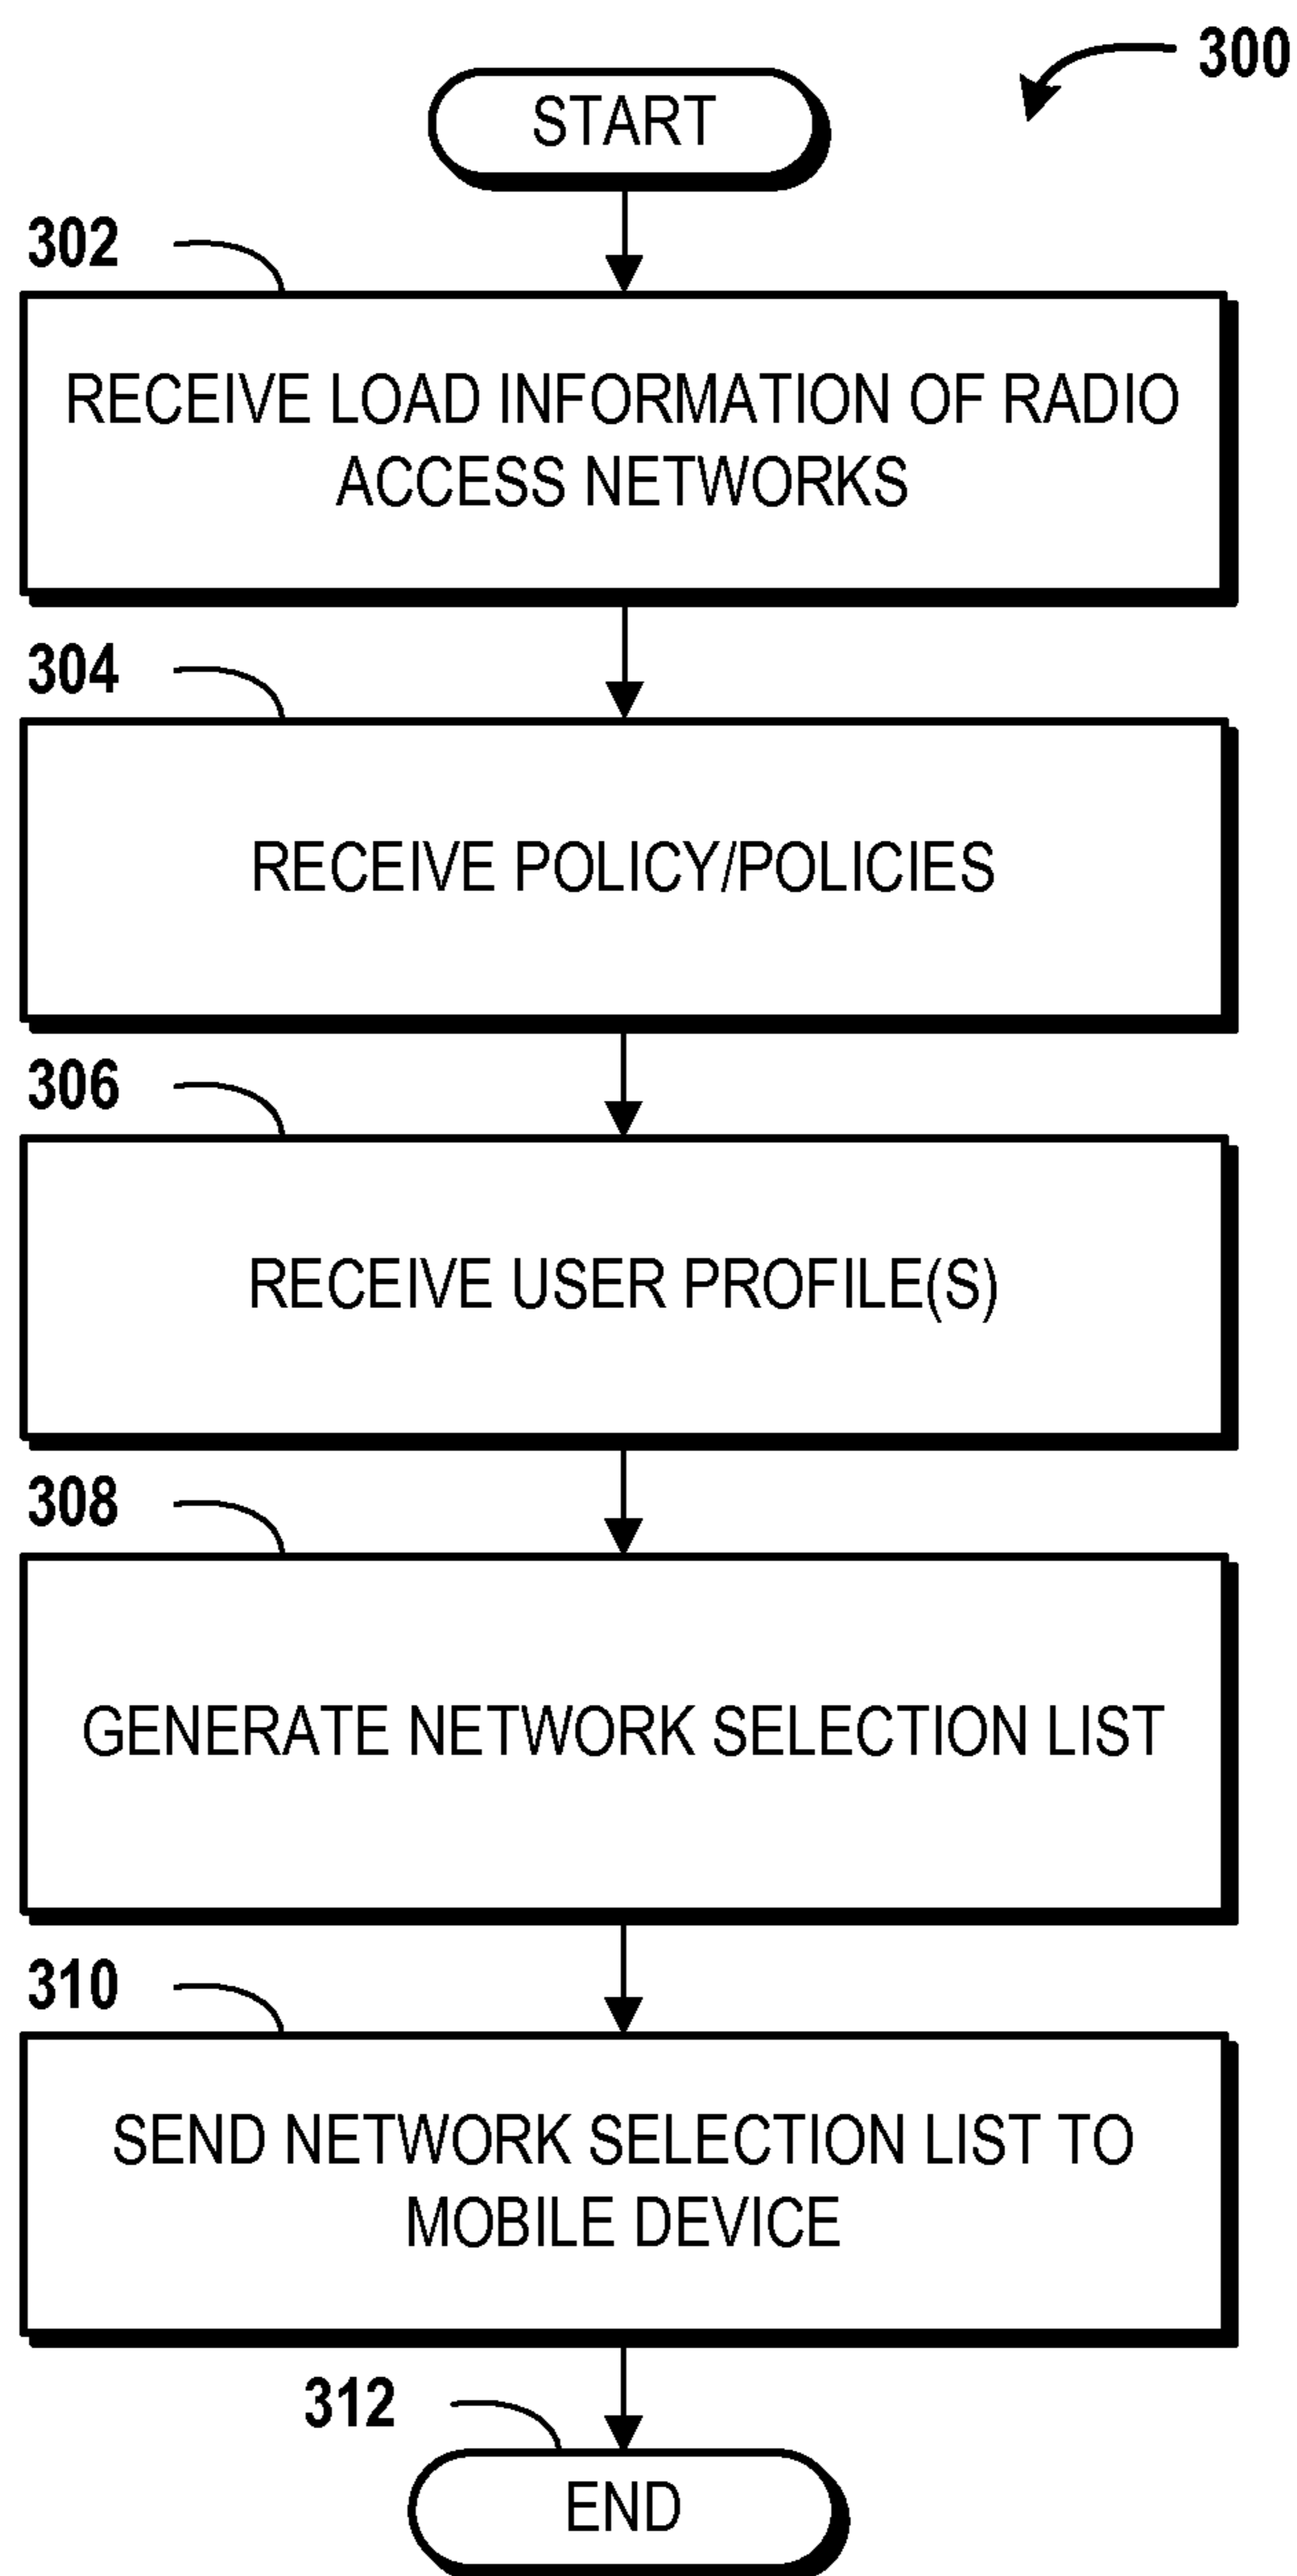 300
START
302
RECEIVE LOAD INFORMATION OF RADIO
ACCESS NETWORKS
304
RECEIVE POLICY/POLICIES
306
RECEIVE USER PROFILE(S)
308
GENERATE NETWORK SELECTION LIST
310
SEND NETWORK SELECTION LIST TO
MOBILE DEVICE
312
END